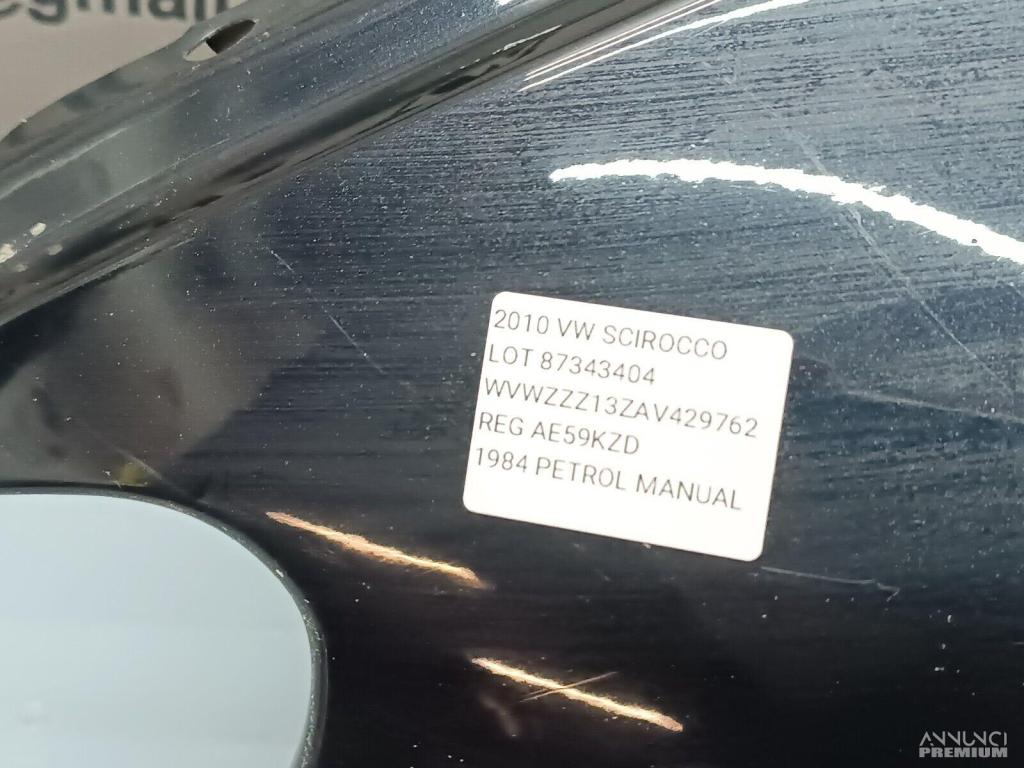 2010 VW SCIROCCO
LOT 87343404
WVWZZZ13ZAV429762
REG AE59KZD
1984 PETROL MANUAL
ANNUNCI
PREMIUM